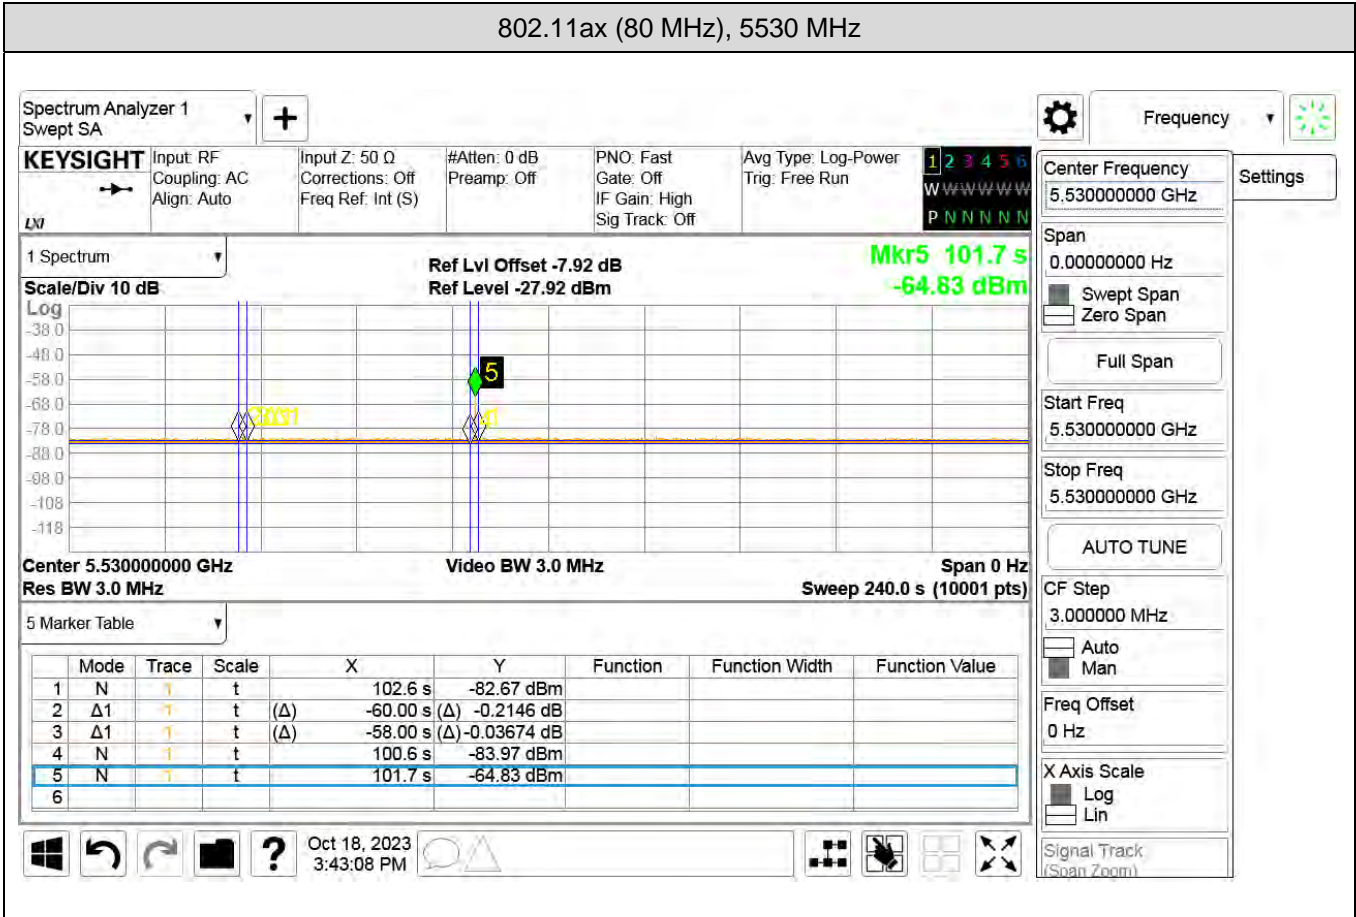 802.11ax (80 MHz), 5530 MHz
Spectrum Analyzer 1
Swept SA
Frequency
KEYSIGHT
LXI
Input: RF
Coupling: AC
Align: Auto
Input Z: 50 Ω
Corrections: Off
Freq Ref: Int (S)
#Atten: 0 dB
Preamp: Off
PNO: Fast
Gate: Off
IF Gain: High
Sig Track: Off
Avg Type: Log-Power
Trig: Free Run
1 2 3 4 5 6
W W W W W W
P N N N N N
Center Frequency
5.530000000 GHz
Settings
1 Spectrum
Scale/Div 10 dB
Ref Lvl Offset -7.92 dB
Ref Level -27.92 dBm
Mkr5 101.7 s
-64.83 dBm
Log
-38.0
-48.0
-58.0
-68.0
-78.0
-88.0
-98.0
-108
-118
5
Center 5.530000000 GHz
Res BW 3.0 MHz
Video BW 3.0 MHz
Span 0 Hz
Sweep 240.0 s (10001 pts)
Span
0.00000000 Hz
Swept Span
Zero Span
Full Span
Start Freq
5.530000000 GHz
Stop Freq
5.530000000 GHz
AUTO TUNE
CF Step
3.000000 MHz
Auto
Man
Freq Offset
0 Hz
X Axis Scale
Log
Lin
Signal Track
(Span Zoom)
5 Marker Table
Mode Trace Scale X Y Function Function Width Function Value
1 N 1 t 102.6 s -82.67 dBm
2 Δ1 1 t (Δ) -60.00 s (Δ) -0.2146 dB
3 Δ1 1 t (Δ) -58.00 s (Δ) -0.03674 dB
4 N 1 t 100.6 s -83.97 dBm
5 N 1 t 101.7 s -64.83 dBm
6
?
Oct 18, 2023
3:43:08 PM